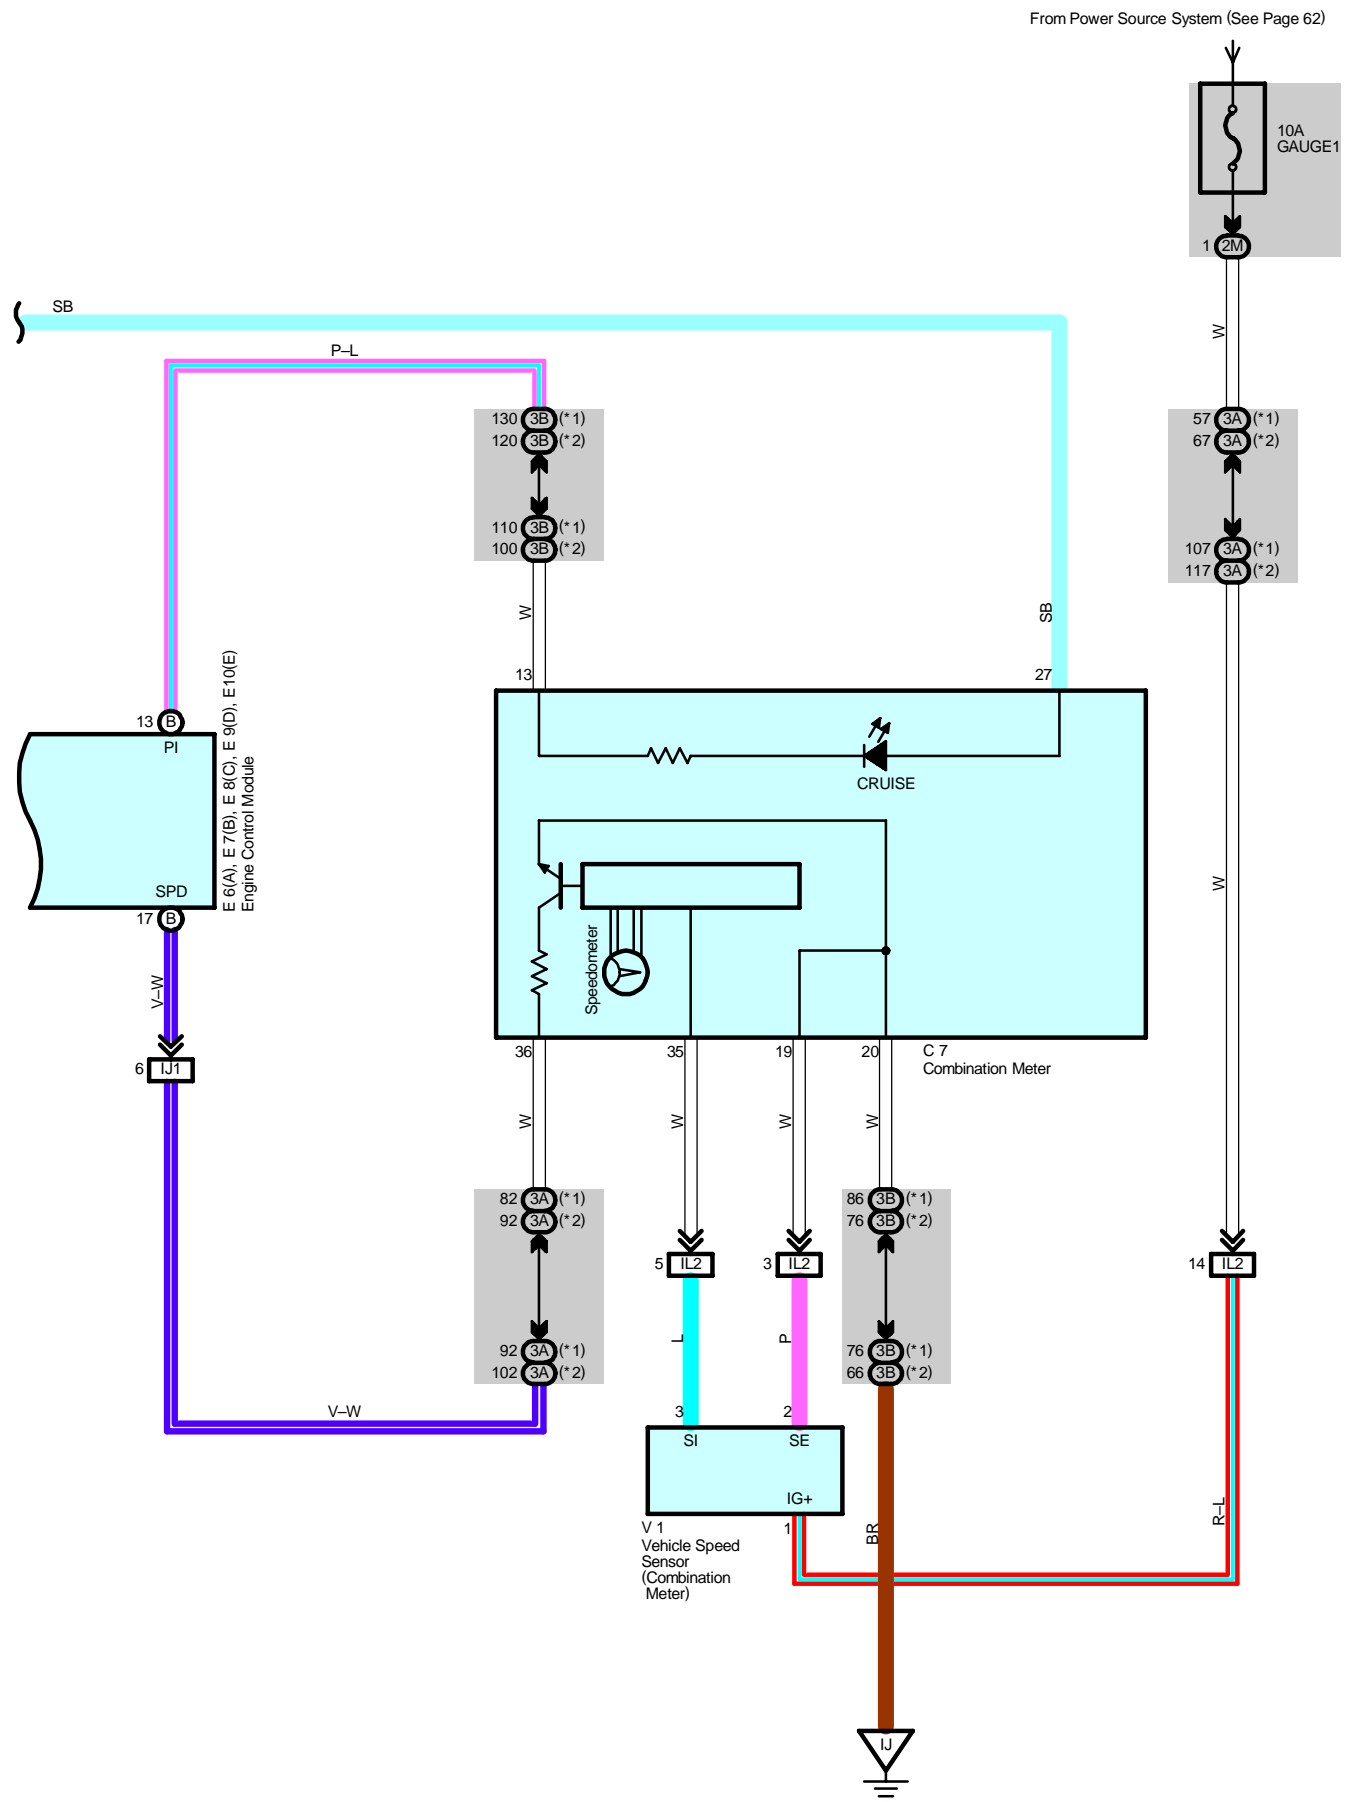 From Power Source System (See Page 62)
10A
GAUGE1
1 2M
W
SB
P–L
130 3B (*1)
120 3B (*2)
110 3B (*1)
100 3B (*2)
57 3A (*1)
67 3A (*2)
107 3A (*1)
117 3A (*2)
W
SB
13
27
13 B
PI
SPD
17 B
E 6(A), E 7(B), E 8(C), E 9(D), E10(E)
Engine Control Module
CRUISE
Speedometer
W
V–W
6 IJ1
36
35
19
20
C 7
Combination Meter
W
W
W
W
82 3A (*1)
92 3A (*2)
92 3A (*1)
102 3A (*2)
5 IL2
3 IL2
86 3B (*1)
76 3B (*2)
76 3B (*1)
66 3B (*2)
14 IL2
L
P
V–W
3
2
SI
SE
IG+
1
V 1
Vehicle Speed
Sensor
(Combination
Meter)
BR
R–L
IJ